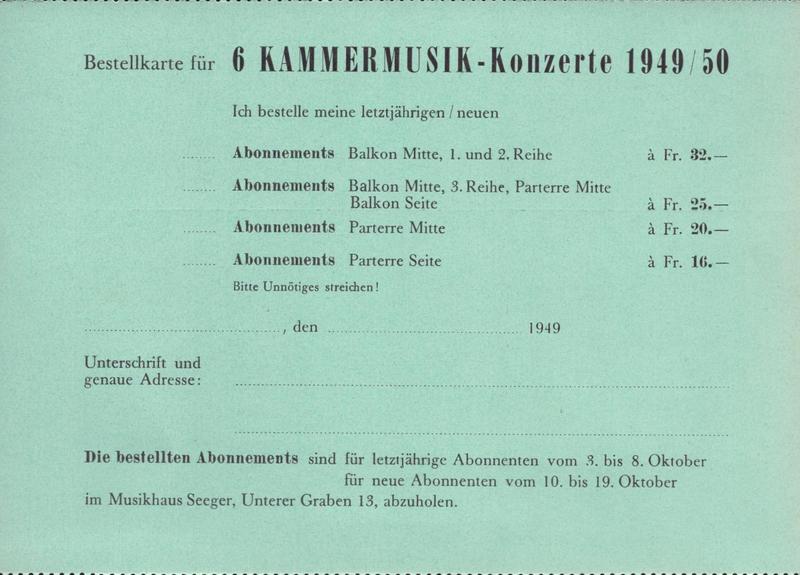 Bestellkarte für 6 KAMMERMUSIK-Konzerte 1949/50
Ich bestelle meine letztjährigen / neuen
........ Abonnements Balkon Mitte, 1. und 2. Reihe à Fr. 32.—
........ Abonnements Balkon Mitte, 3. Reihe, Parterre Mitte
Balkon Seite à Fr. 25.—
........ Abonnements Parterre Mitte à Fr. 20.—
........ Abonnements Parterre Seite à Fr. 16.—
Bitte Unnötiges streichen!
........................................, den ........................................ 1949
Unterschrift und
genaue Adresse:
Die bestellten Abonnements sind für letztjährige Abonnenten vom 3. bis 8. Oktober
für neue Abonnenten vom 10. bis 19. Oktober
im Musikhaus Seeger, Unterer Graben 13, abzuholen.